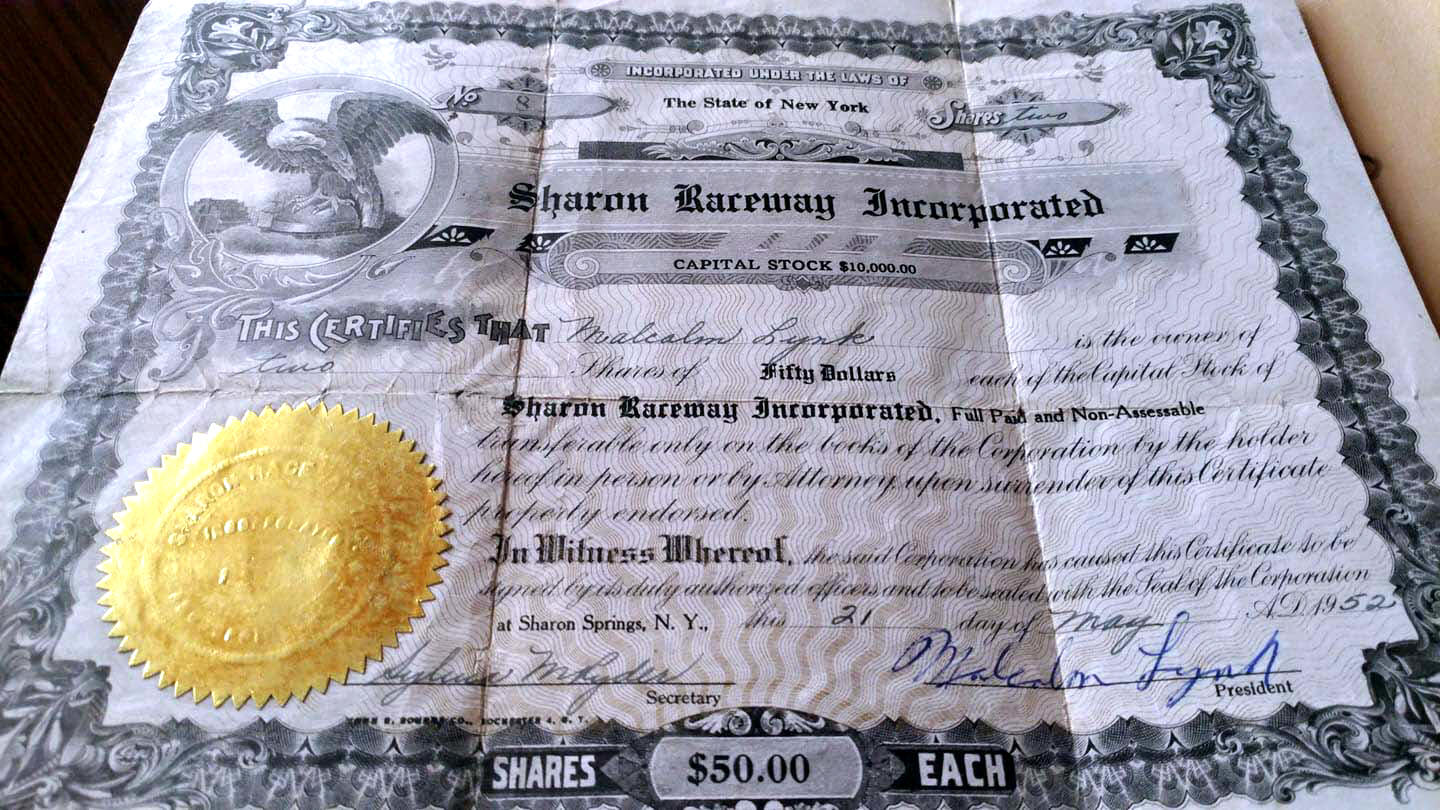 INCORPORATED UNDER THE LAWS OF
No. 8
The State of New York
Shares two
Sharon Raceway Incorporated
CAPITAL STOCK $10,000.00
THIS CERTIFIES THAT Malcolm Lynk is the owner of
two Shares of Fifty Dollars each of the Capital Stock of
Sharon Raceway Incorporated, Full Paid and Non-Assessable
transferable only on the books of the Corporation by the holder
hereof in person or by Attorney upon surrender of this Certificate
properly endorsed.
In Witness Whereof, the said Corporation has caused this Certificate to be
signed by its duly authorized officers and to be sealed with the Seal of the Corporation
at Sharon Springs, N. Y., this 21 day of May A.D. 1952
Malcolm Lynk
Secretary
President
CO., ROCHESTER 4, N. Y.
SHARES $50.00 EACH